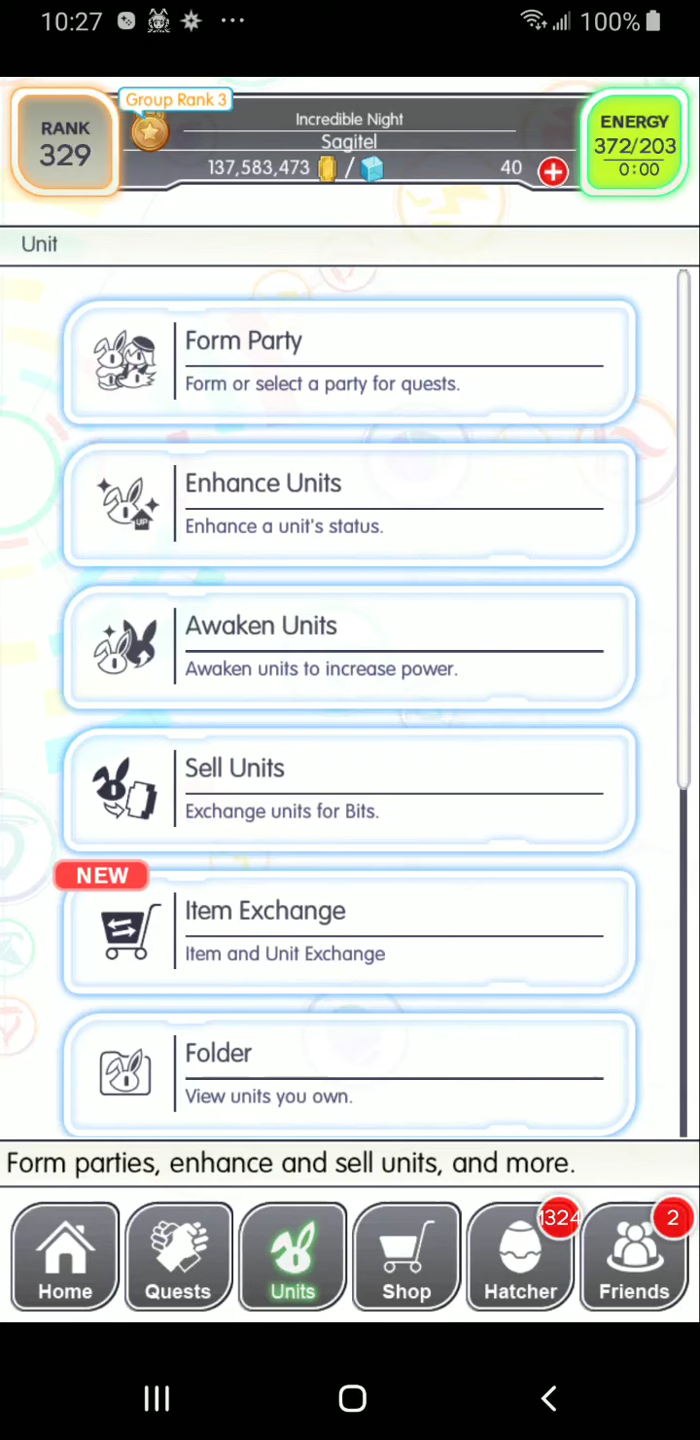 10:27
100%
Group Rank 3
RANK
329
Incredible Night
Sagitel
137,583,473 / 40
ENERGY
372/203
0:00
Unit
Form Party
Form or select a party for quests.
UP
Enhance Units
Enhance a unit's status.
Awaken Units
Awaken units to increase power.
Sell Units
Exchange units for Bits.
NEW
Item Exchange
Item and Unit Exchange
Folder
View units you own.
Form parties, enhance and sell units, and more.
1324
2
Home
Quests
Units
Shop
Hatcher
Friends